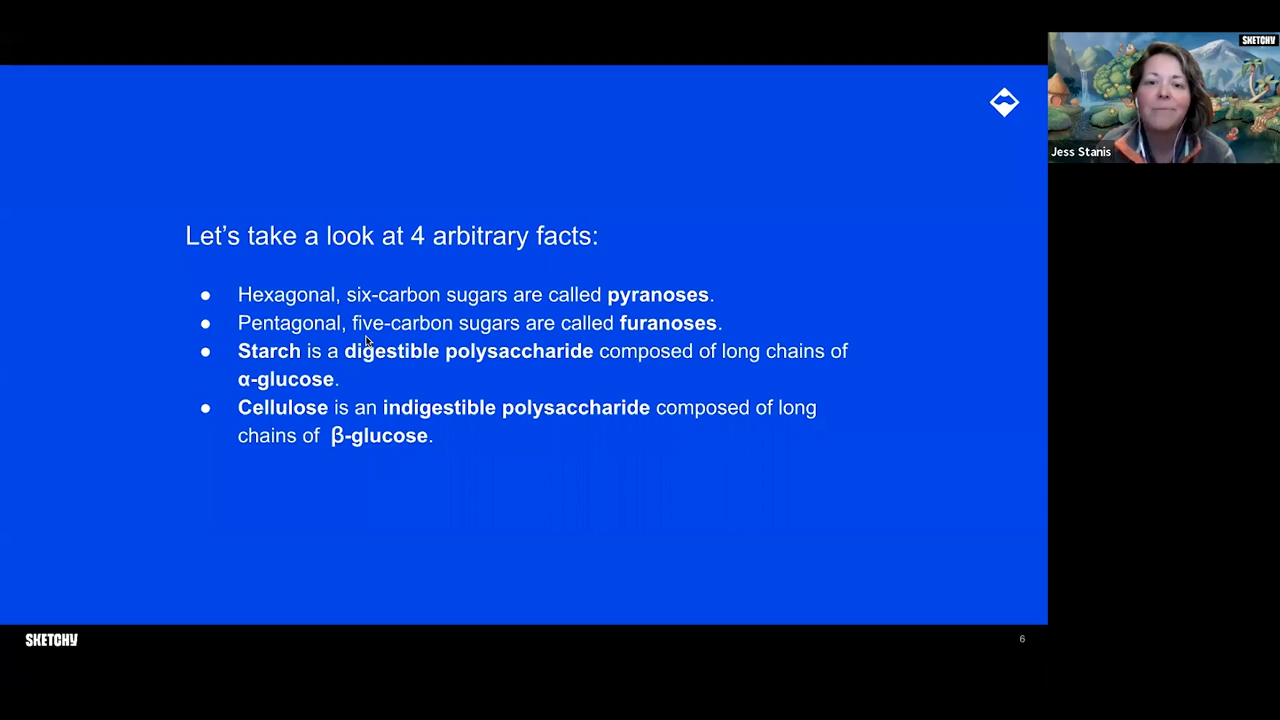 SKETCHY
Jess Stanis
Let's take a look at 4 arbitrary facts:
● Hexagonal, six-carbon sugars are called pyranoses.
● Pentagonal, five-carbon sugars are called furanoses.
● Starch is a digestible polysaccharide composed of long chains of
α-glucose.
● Cellulose is an indigestible polysaccharide composed of long
chains of β-glucose.
SKETCHY
6